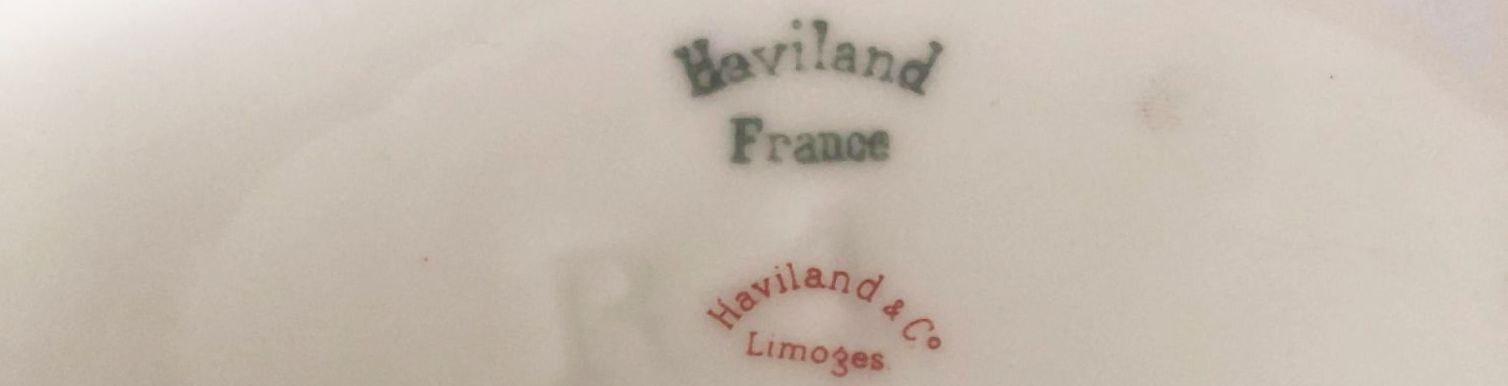 Haviland
France
R
Haviland & Co
Limoges